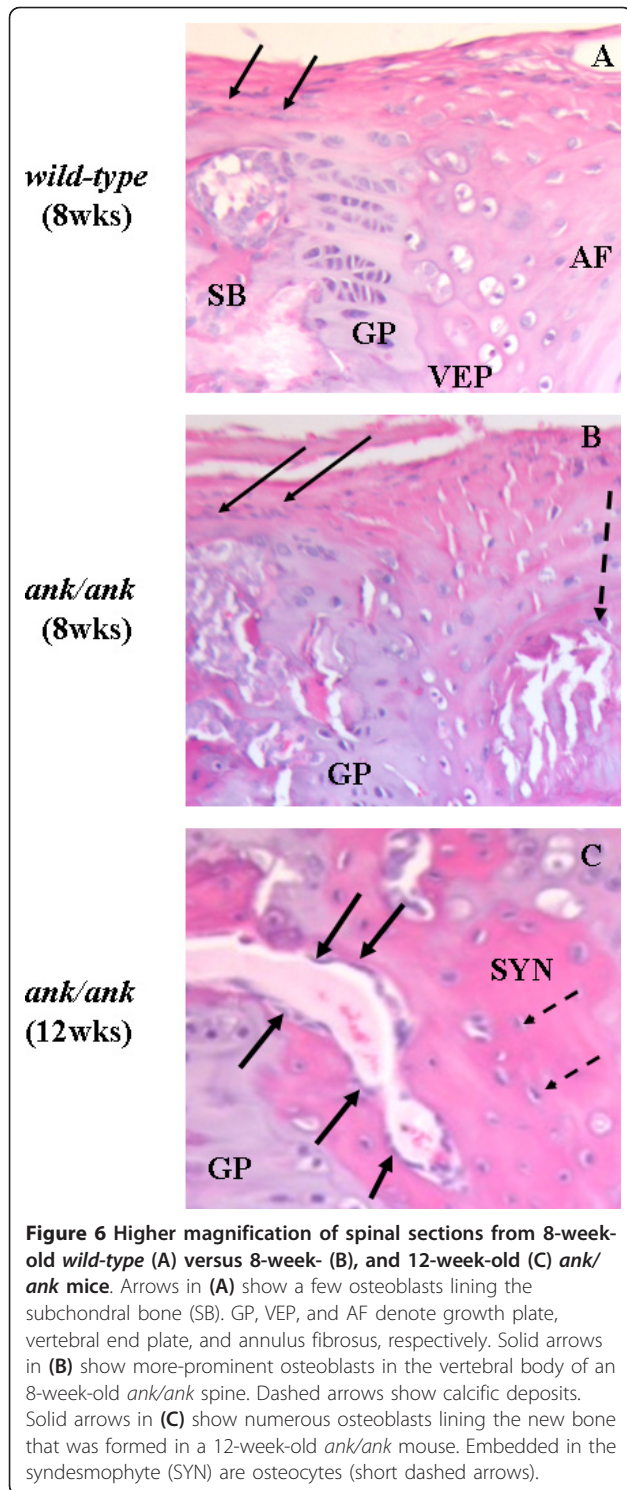 A
wild-type
(8wks)
SB
AF
GP
VEP
B
ank/ank
(8wks)
GP
C
SYN
ank/ank
(12wks)
GP
Figure 6 Higher magnification of spinal sections from 8-week-
old wild-type (A) versus 8-week- (B), and 12-week-old (C) ank/
ank mice. Arrows in (A) show a few osteoblasts lining the
subchondral bone (SB). GP, VEP, and AF denote growth plate,
vertebral end plate, and annulus fibrosus, respectively. Solid arrows
in (B) show more-prominent osteoblasts in the vertebral body of an
8-week-old ank/ank spine. Dashed arrows show calcific deposits.
Solid arrows in (C) show numerous osteoblasts lining the new bone
that was formed in a 12-week-old ank/ank mouse. Embedded in the
syndesmophyte (SYN) are osteocytes (short dashed arrows).